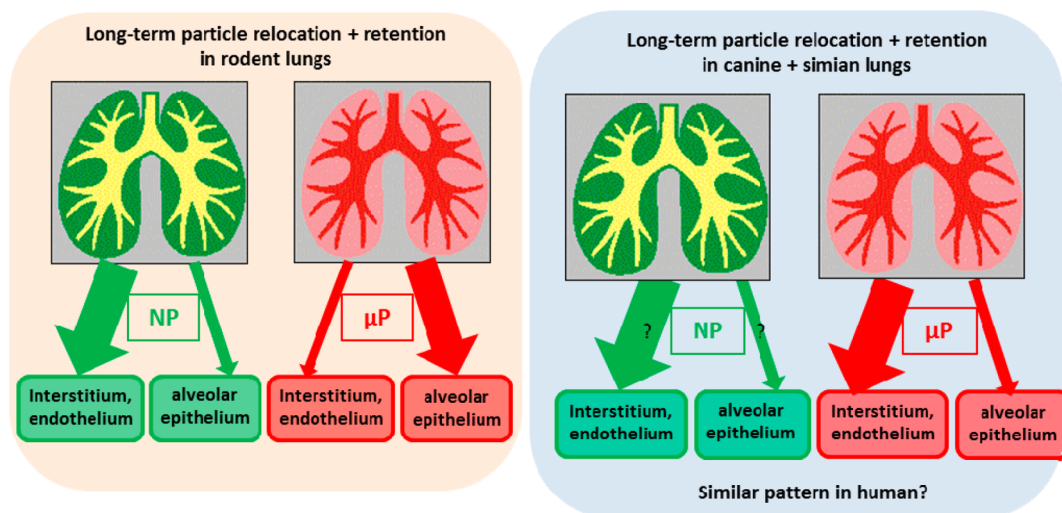 Long-term particle relocation + retention
in rodent lungs
NP
µP
Interstitium,
endothelium
alveolar
epithelium
Interstitium,
endothelium
alveolar
epithelium
Long-term particle relocation + retention
in canine + simian lungs
? NP ?
µP
Interstitium,
endothelium
alveolar
epithelium
Interstitium,
endothelium
alveolar
epithelium
Similar pattern in human?